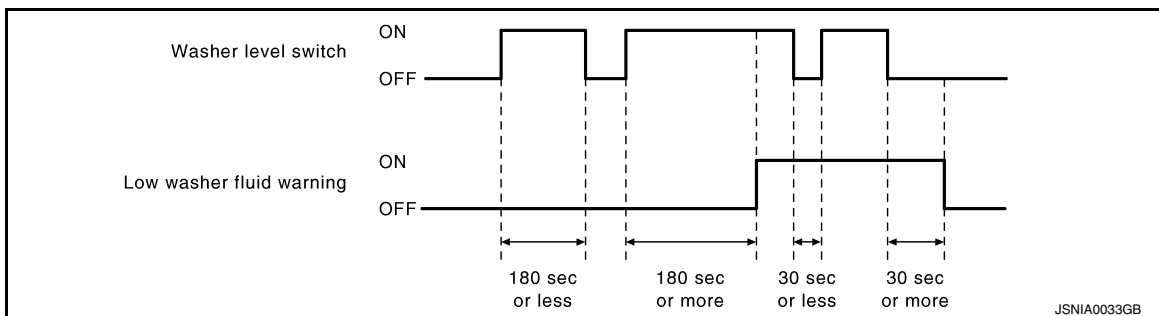 ON
Washer level switch
OFF
ON
Low washer fluid warning
OFF
180 sec
or less
180 sec
or more
30 sec
or less
30 sec
or more
JSNIA0033GB